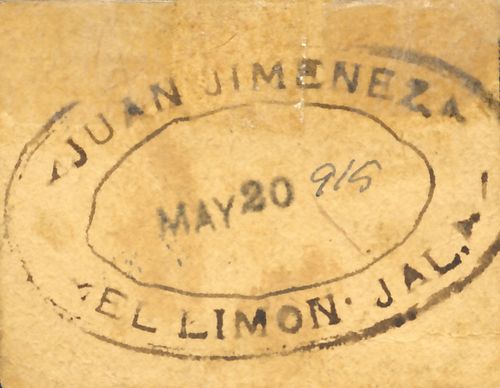 JUAN JIMENEZ
MAY 20 915
EL LIMON. JAL.